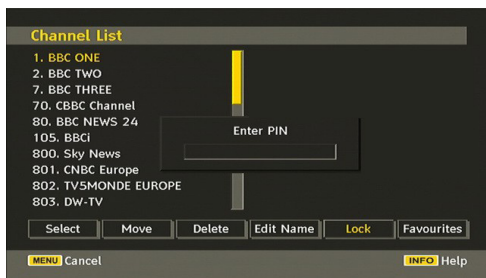 Channel List
1. BBC ONE
2. BBC TWO
7. BBC THREE
70. CBBC Channel
80. BBC NEWS 24
105. BBCi
800. Sky News
801. CNBC Europe
802. TV5MONDE EUROPE
803. DW-TV
Enter PIN
Select Move Delete Edit Name Lock Favourites
MENU Cancel INFO Help